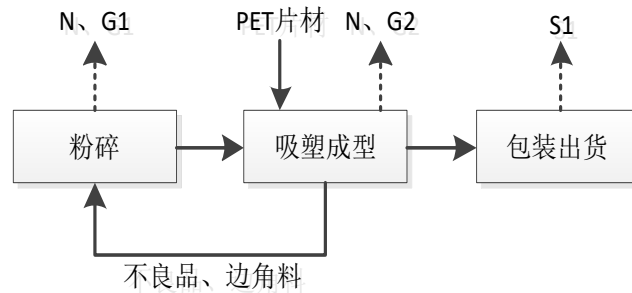 N、G1
PET片材
N、G2
S1
粉碎
吸塑成型
包装出货
不良品、边角料